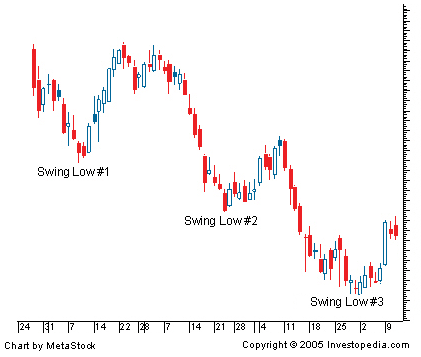 Swing Low #1
Swing Low #2
Swing Low #3
24 31 7 14 22 28 7 14 21 28 4 11 18 25 2 9
Chart by MetaStock Copyright © 2005 Investopedia.com